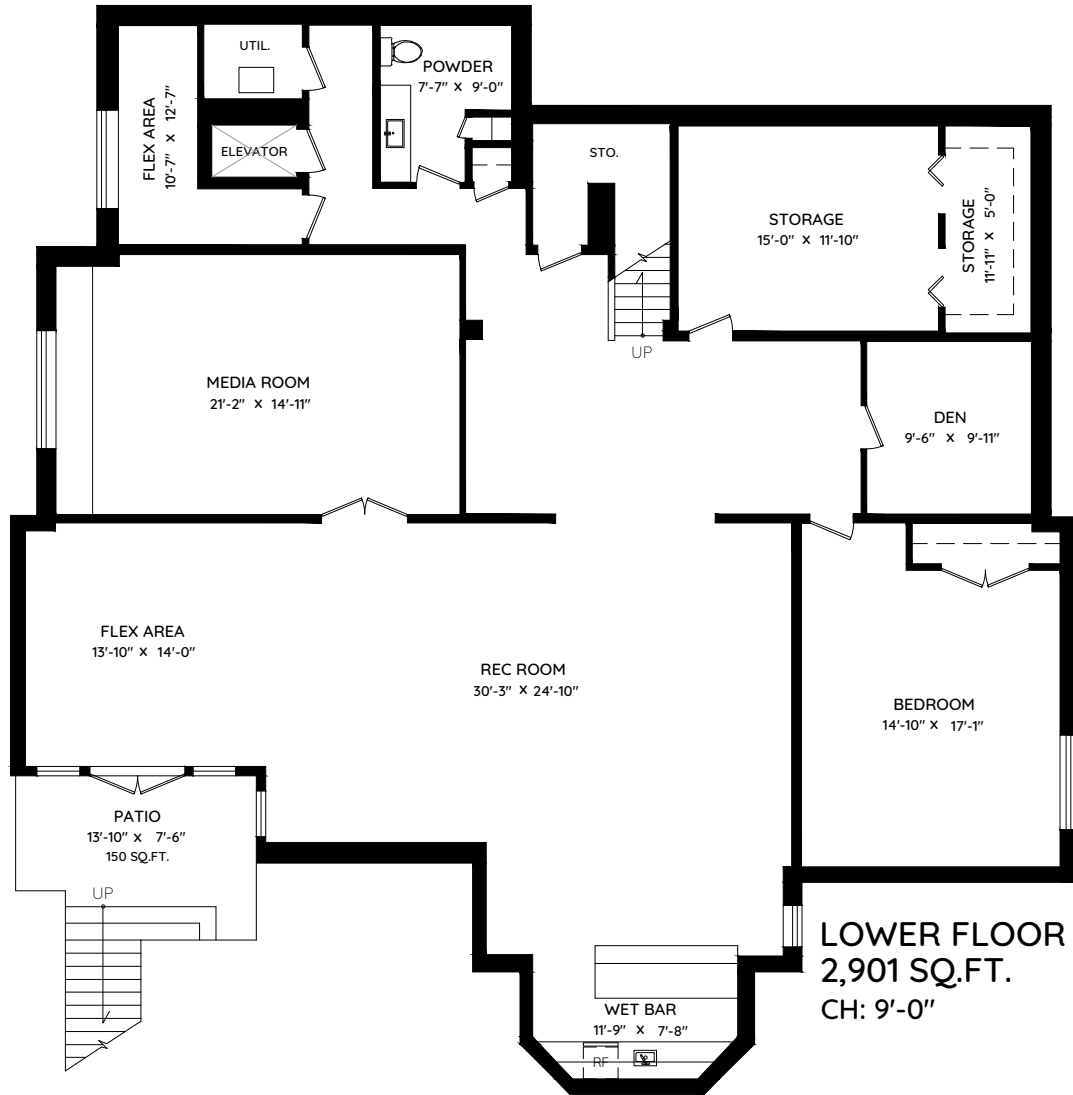 UTIL.
POWDER
7'-7" x 9'-0"
FLEX AREA
10'-7" x 12'-7"
ELEVATOR
STO.
STORAGE
15'-0" x 11'-10"
STORAGE
11'-11" x 5'-0"
UP
MEDIA ROOM
21'-2" x 14'-11"
DEN
9'-6" x 9'-11"
FLEX AREA
13'-10" x 14'-0"
REC ROOM
30'-3" x 24'-10"
BEDROOM
14'-10" x 17'-1"
PATIO
13'-10" x 7'-6"
150 SQ.FT.
UP
LOWER FLOOR
2,901 SQ.FT.
CH: 9'-0"
WET BAR
11'-9" x 7'-8"
RF